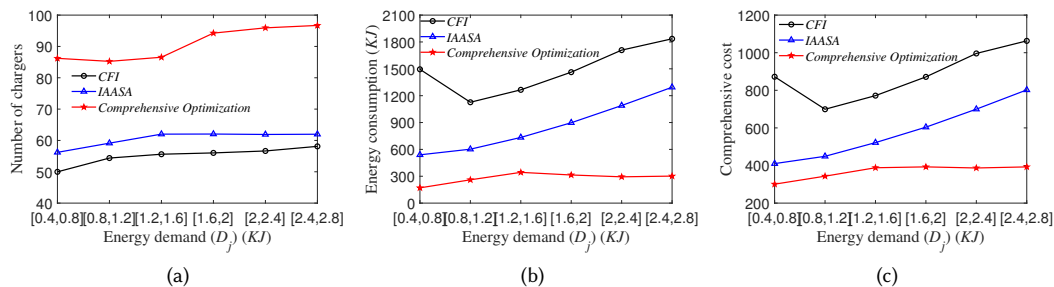 100
90
80
70
60
50
40
Number of chargers
CFI
IAASA
Comprehensive Optimization
[0.4,0.8] [0.8,1.2] [1.2,1.6] [1.6,2] [2,2.4] [2.4,2.8]
Energy demand (D_j) (KJ)
(a)
2100
1800
1500
1200
900
600
300
0
Energy consumption (KJ)
CFI
IAASA
Comprehensive Optimization
[0.4,0.8] [0.8,1.2] [1.2,1.6] [1.6,2] [2,2.4] [2.4,2.8]
Energy demand (D_j) (KJ)
(b)
1200
1000
800
600
400
200
Comprehensive cost
CFI
IAASA
Comprehensive Optimization
[0.4,0.8] [0.8,1.2] [1.2,1.6] [1.6,2] [2,2.4] [2.4,2.8]
Energy demand (D_j) (KJ)
(c)